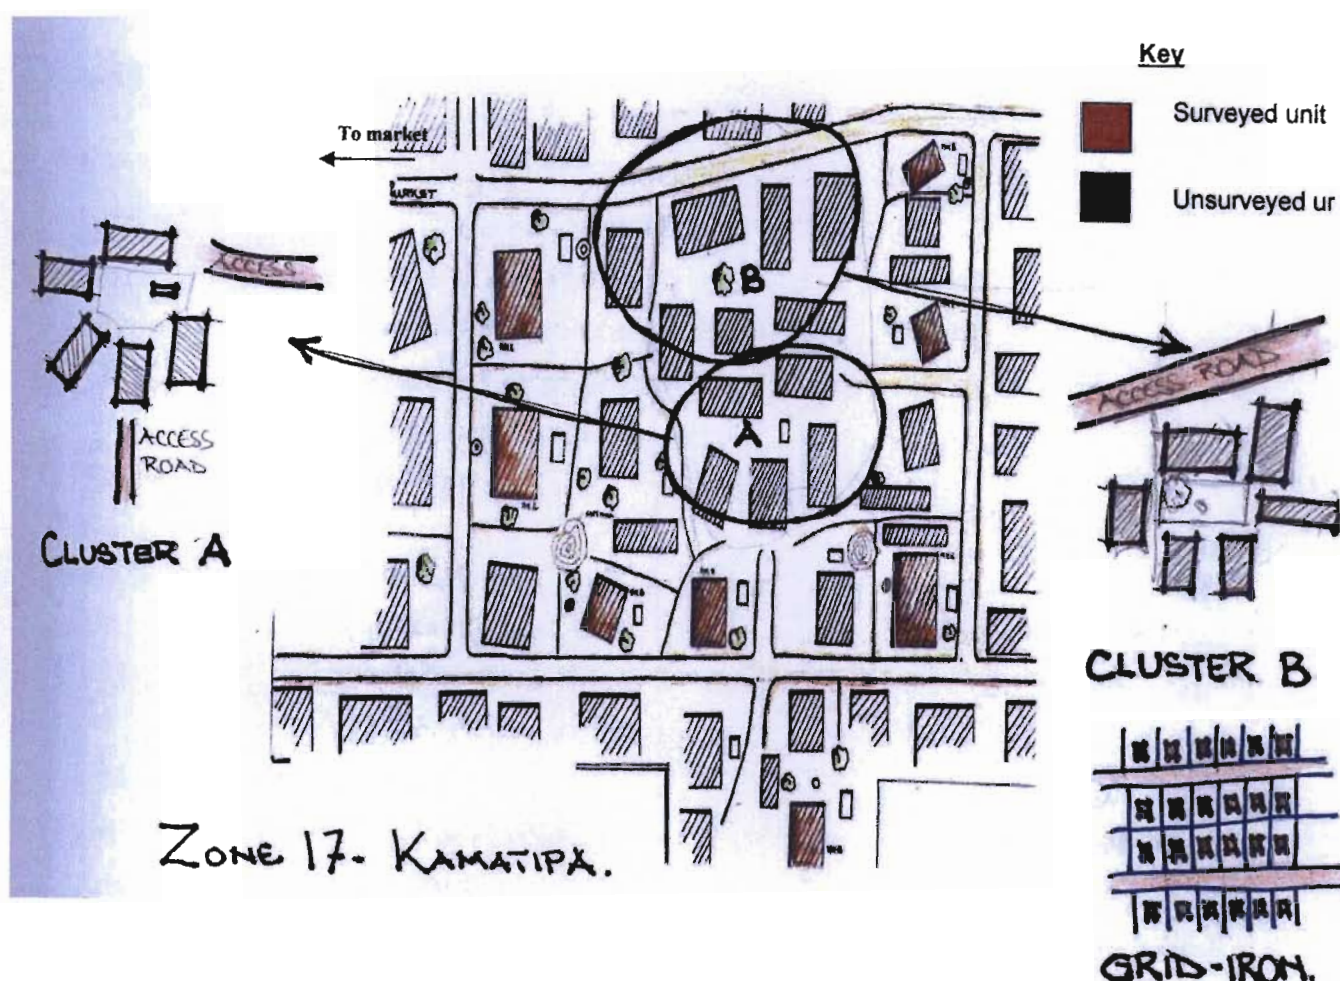 Key
Surveyed unit
Unsurveyed ur
To market
MARKET
ACCESS
ACCESS
ROAD
CLUSTER A
A
B
ACCESS ROAD
CLUSTER B
ZONE 17- KAMATIPA.
GRID-IRON.